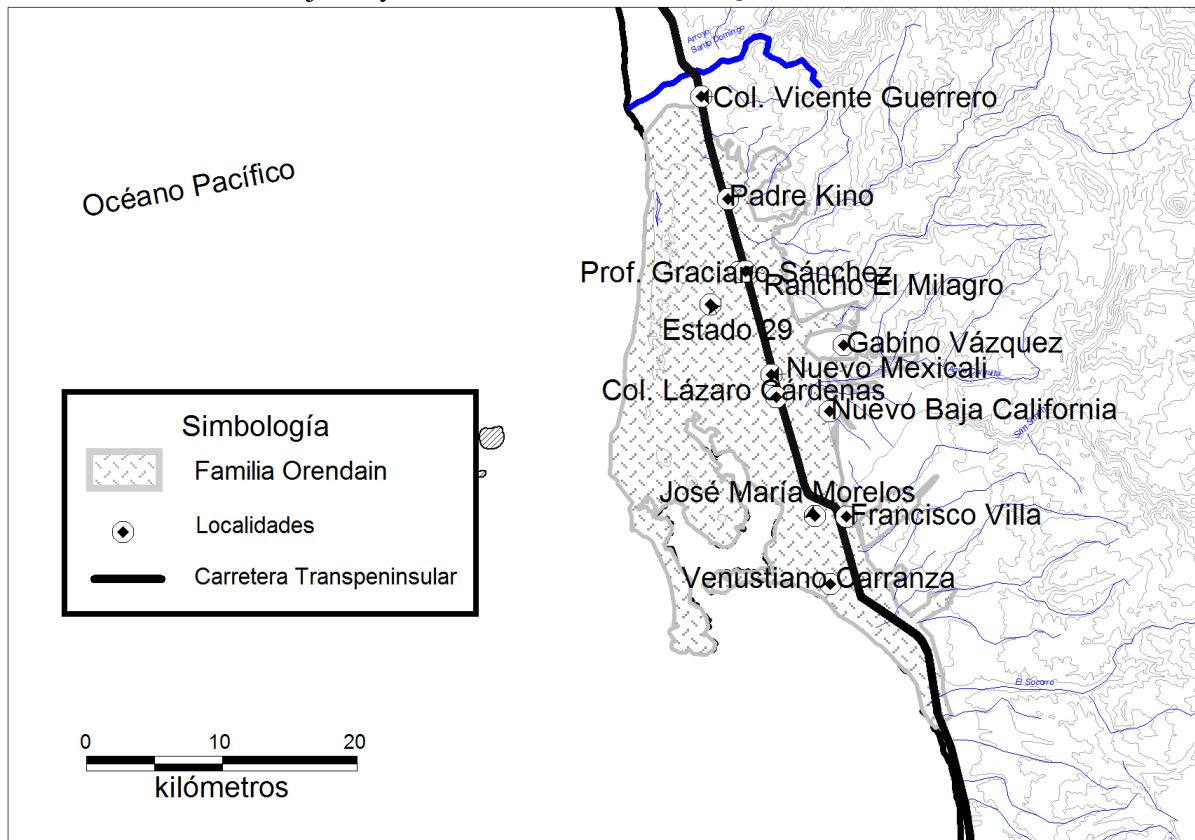 Arroyo
Santo Domingo
Col. Vicente Guerrero
Océano Pacífico
Padre Kino
Prof. Graciano Sánchez
Rancho El Milagro
Estado 29
Gabino Vázquez
Nuevo Mexicali
Col. Lázaro Cárdenas
Nuevo Baja California
Simbología
Familia Orendain
Localidades
Carretera Transpeninsular
José María Morelos
Francisco Villa
Venustiano Carranza
El Socorro
0 10 20
kilómetros